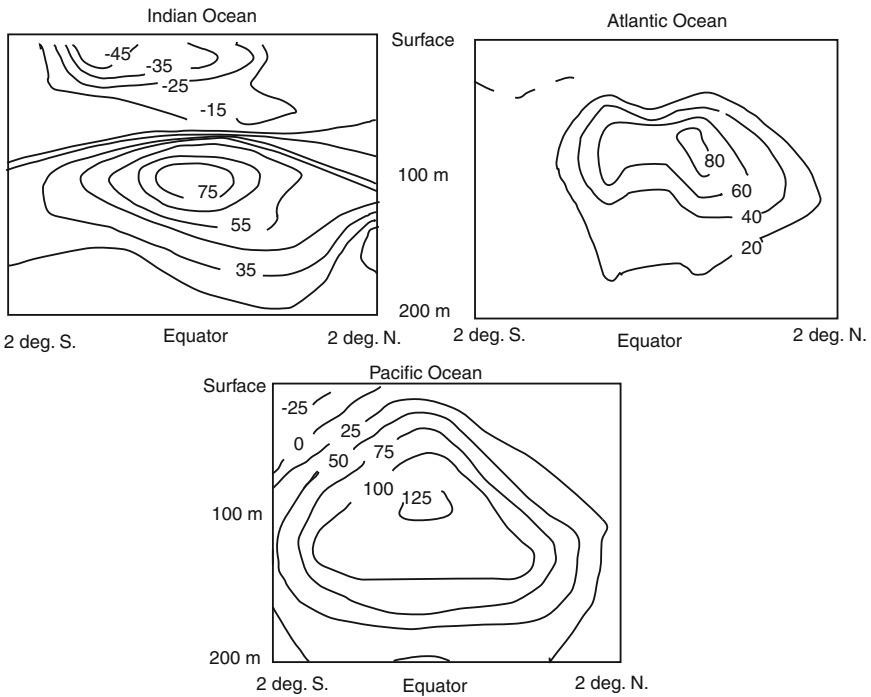 Indian Ocean
-45
-35
-25
-15
75
55
35
2 deg. S.
Equator
2 deg. N.
Surface
100 m
200 m
Atlantic Ocean
80
60
40
20
2 deg. S.
Equator
2 deg. N.
Pacific Ocean
Surface
-25
0
25
50
75
100
125
100 m
200 m
2 deg. S.
Equator
2 deg. N.